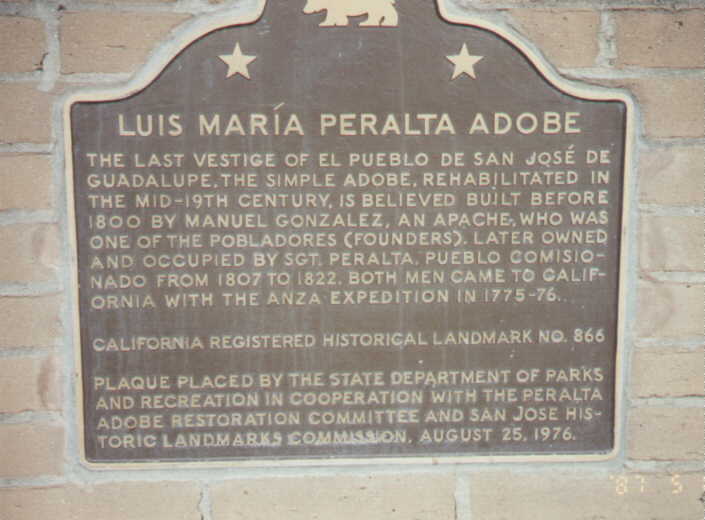 LUIS MARÍA PERALTA ADOBE
THE LAST VESTIGE OF EL PUEBLO DE SAN JOSÉ DE
GUADALUPE, THE SIMPLE ADOBE, REHABILITATED IN
THE MID-19TH CENTURY, IS BELIEVED BUILT BEFORE
1800 BY MANUEL GONZALEZ, AN APACHE, WHO WAS
ONE OF THE POBLADORES (FOUNDERS). LATER OWNED
AND OCCUPIED BY SGT. PERALTA, PUEBLO COMISIO-
NADO FROM 1807 TO 1822. BOTH MEN CAME TO CALIF-
ORNIA WITH THE ANZA EXPEDITION IN 1775-76.
CALIFORNIA REGISTERED HISTORICAL LANDMARK NO. 866
PLAQUE PLACED BY THE STATE DEPARTMENT OF PARKS
AND RECREATION IN COOPERATION WITH THE PERALTA
ADOBE RESTORATION COMMITTEE AND SAN JOSE HIS-
TORIC LANDMARKS COMMISSION, AUGUST 25, 1976.
'87 5